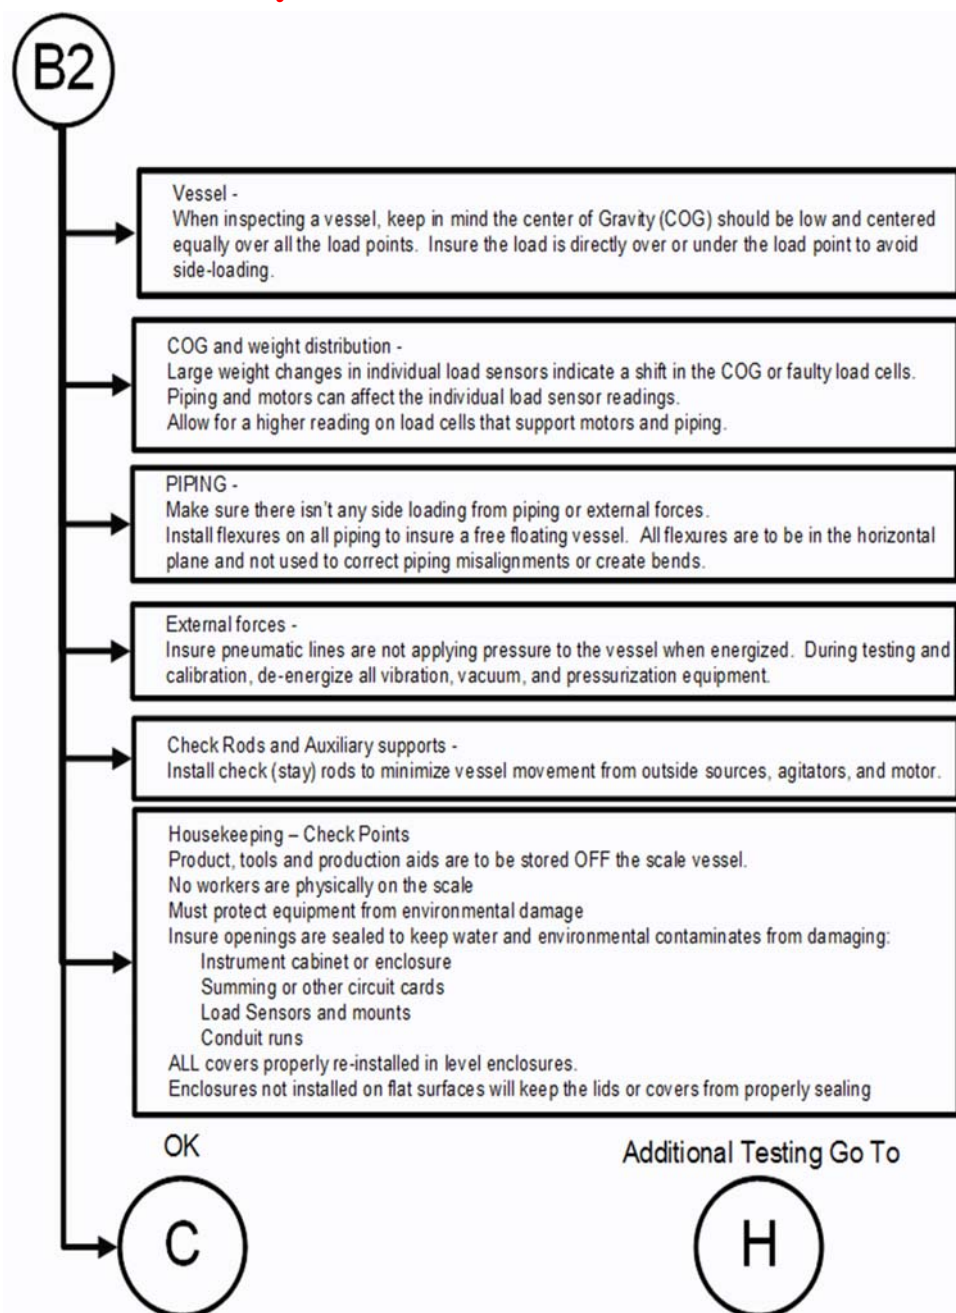 B2
Vessel -
When inspecting a vessel, keep in mind the center of Gravity (COG) should be low and centered
equally over all the load points.  Insure the load is directly over or under the load point to avoid
side-loading.
COG and weight distribution -
Large weight changes in individual load sensors indicate a shift in the COG or faulty load cells.
Piping and motors can affect the individual load sensor readings.
Allow for a higher reading on load cells that support motors and piping.
PIPING -
Make sure there isn't any side loading from piping or external forces.
Install flexures on all piping to insure a free floating vessel.  All flexures are to be in the horizontal
plane and not used to correct piping misalignments or create bends.
External forces -
Insure pneumatic lines are not applying pressure to the vessel when energized.  During testing and
calibration, de-energize all vibration, vacuum, and pressurization equipment.
Check Rods and Auxiliary supports -
Install check (stay) rods to minimize vessel movement from outside sources, agitators, and motor.
Housekeeping – Check Points
Product, tools and production aids are to be stored OFF the scale vessel.
No workers are physically on the scale
Must protect equipment from environmental damage
Insure openings are sealed to keep water and environmental contaminates from damaging:
Instrument cabinet or enclosure
Summing or other circuit cards
Load Sensors and mounts
Conduit runs
ALL covers properly re-installed in level enclosures.
Enclosures not installed on flat surfaces will keep the lids or covers from properly sealing
OK
Additional Testing Go To
C
H